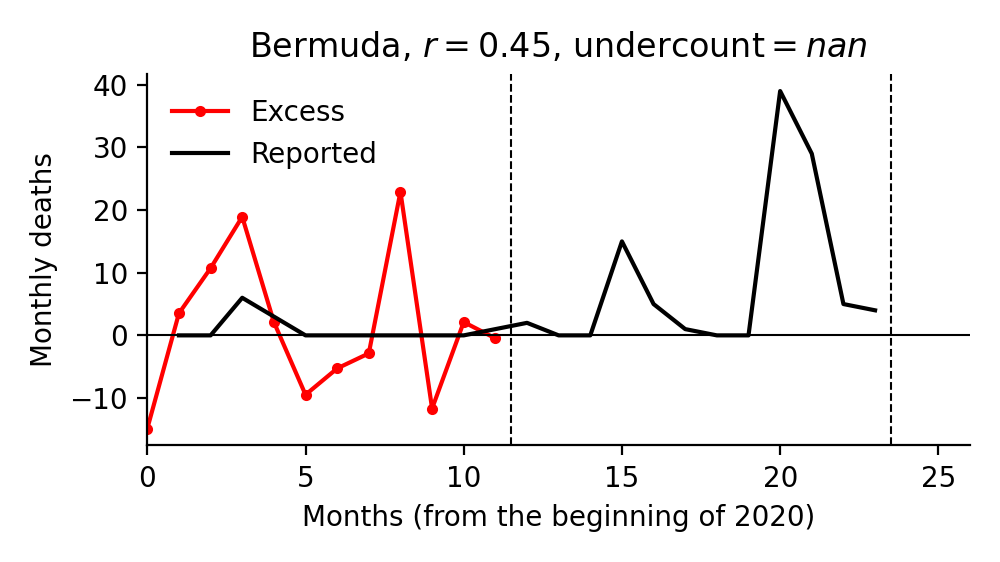 Bermuda, r = 0.45, undercount = nan
40
30
20
10
0
−10
Monthly deaths
Excess
Reported
0 5 10 15 20 25
Months (from the beginning of 2020)